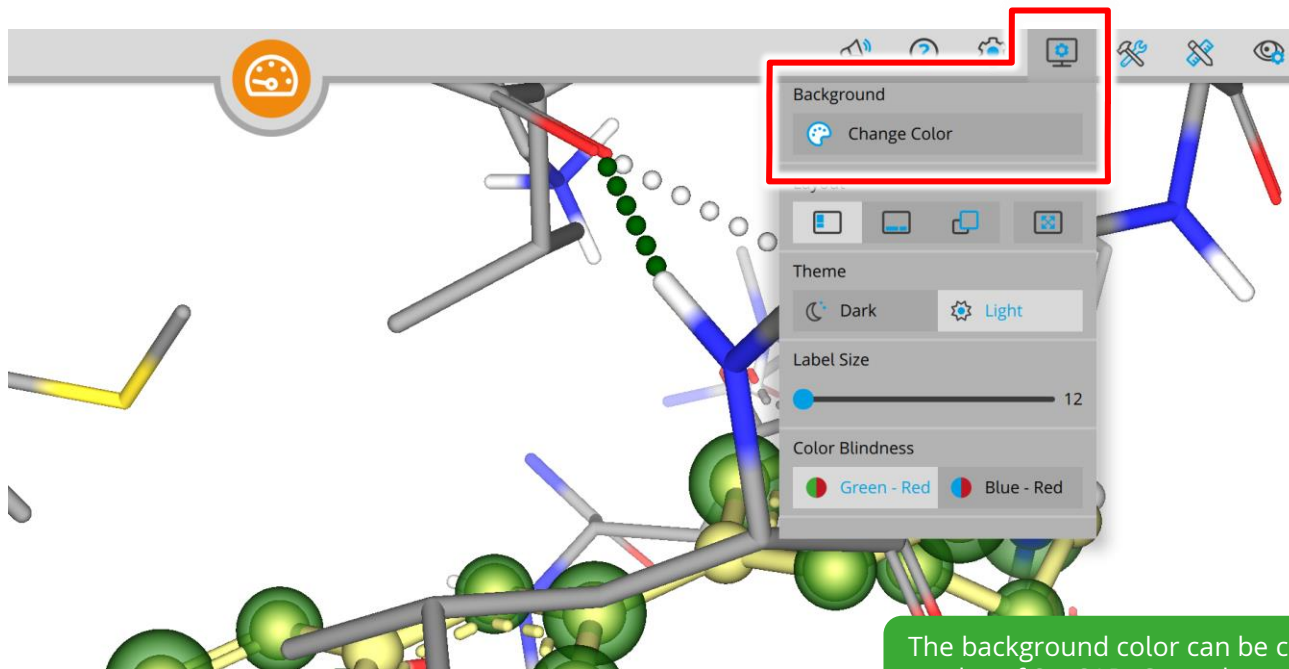 Background
Change Color
Layout
Theme
Dark
Light
Label Size
12
Color Blindness
Green - Red
Blue - Red
The background color can be c